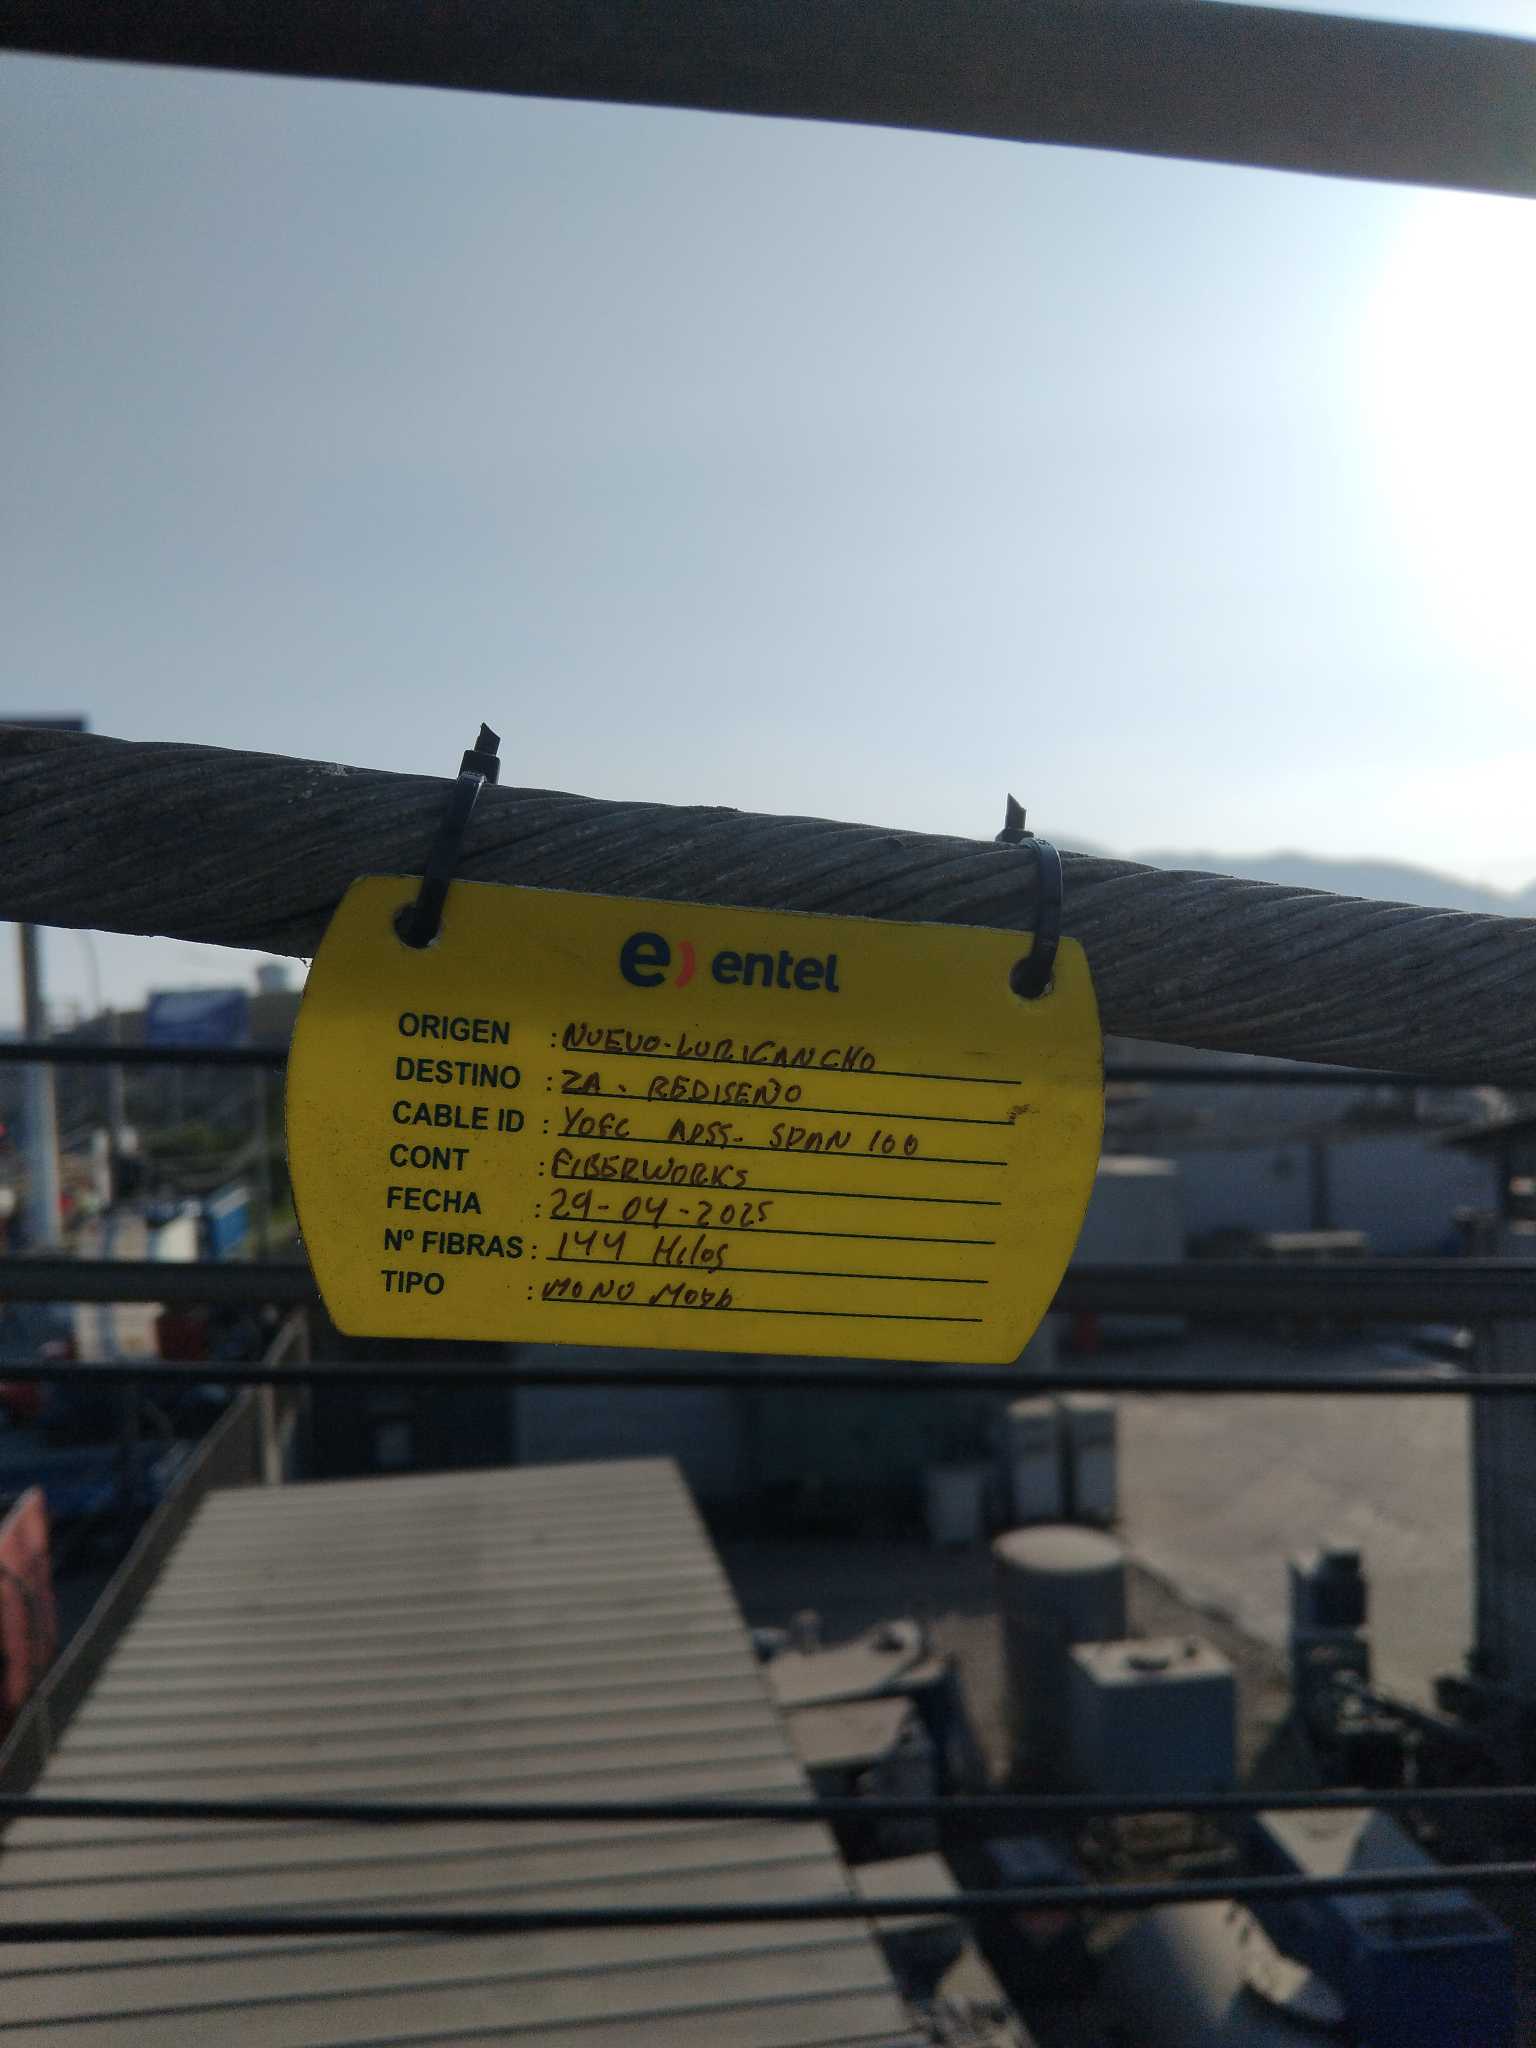 e) entel
ORIGEN : NUEVO-LURIGANCHO
DESTINO : ZA. REDISEÑO
CABLE ID : YOFC ADSS- SPAN 100
CONT : FIBERWORKS
FECHA : 29-04-2025
Nº FIBRAS : 144 Hilos
TIPO : MONO MODO